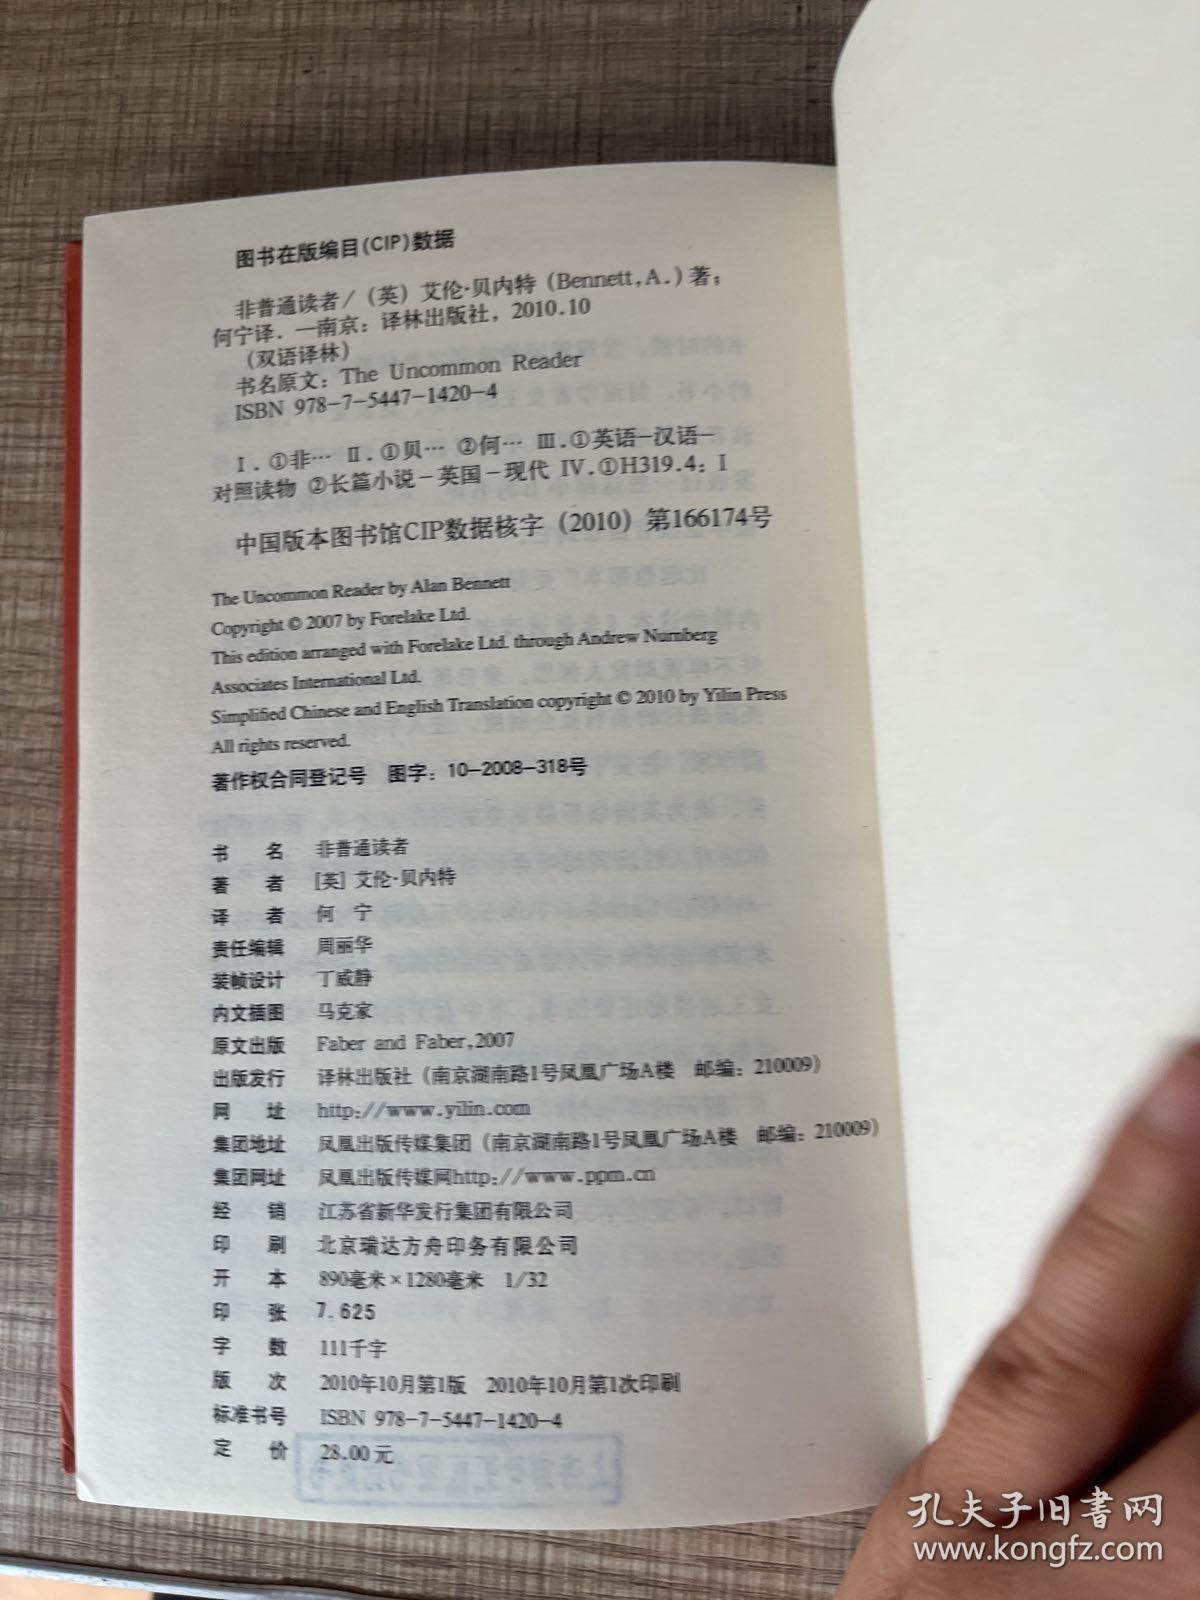 图书在版编目(CIP)数据
非普通读者/(英)艾伦·贝内特(Bennett,A.)著；
何宁译.—南京：译林出版社，2010.10
(双语译林)
书名原文：The Uncommon Reader
ISBN 978-7-5447-1420-4
Ⅰ.①非… Ⅱ.①贝… ②何… Ⅲ.①英语-汉语-
对照读物 ②长篇小说-英国-现代 Ⅳ.①H319.4：I
中国版本图书馆CIP数据核字(2010)第166174号
The Uncommon Reader by Alan Bennett
Copyright © 2007 by Forelake Ltd.
This edition arranged with Forelake Ltd. through Andrew Nurnberg
Associates International Ltd.
Simplified Chinese and English Translation copyright © 2010 by Yilin Press
All rights reserved.
著作权合同登记号 图字：10-2008-318号
书 名 非普通读者
著 者 [英]艾伦·贝内特
译 者 何 宁
责任编辑 周丽华
装帧设计 丁威静
内文插图 马克家
原文出版 Faber and Faber,2007
出版发行 译林出版社(南京湖南路1号凤凰广场A楼 邮编：210009)
网 址 http://www.yilin.com
集团地址 凤凰出版传媒集团(南京湖南路1号凤凰广场A楼 邮编：210009)
集团网址 凤凰出版传媒网http://www.ppm.cn
经 销 江苏省新华发行集团有限公司
印 刷 北京瑞达方舟印务有限公司
开 本 890毫米×1280毫米 1/32
印 张 7.625
字 数 111千字
版 次 2010年10月第1版 2010年10月第1次印刷
标准书号 ISBN 978-7-5447-1420-4
定 价 28.00元
孔夫子旧书网
www.kongfz.com